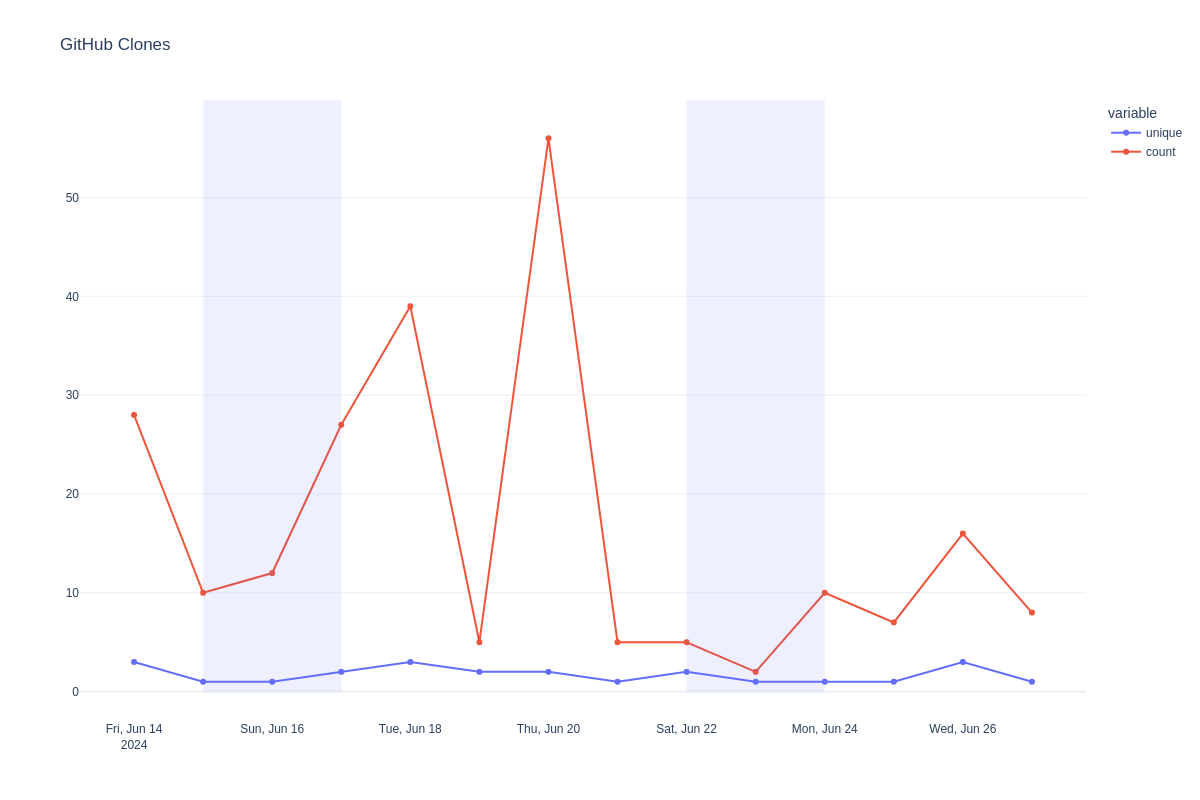 GitHub Clones
variable
unique
count
50
40
30
20
10
0
Fri, Jun 14
2024
Sun, Jun 16
Tue, Jun 18
Thu, Jun 20
Sat, Jun 22
Mon, Jun 24
Wed, Jun 26